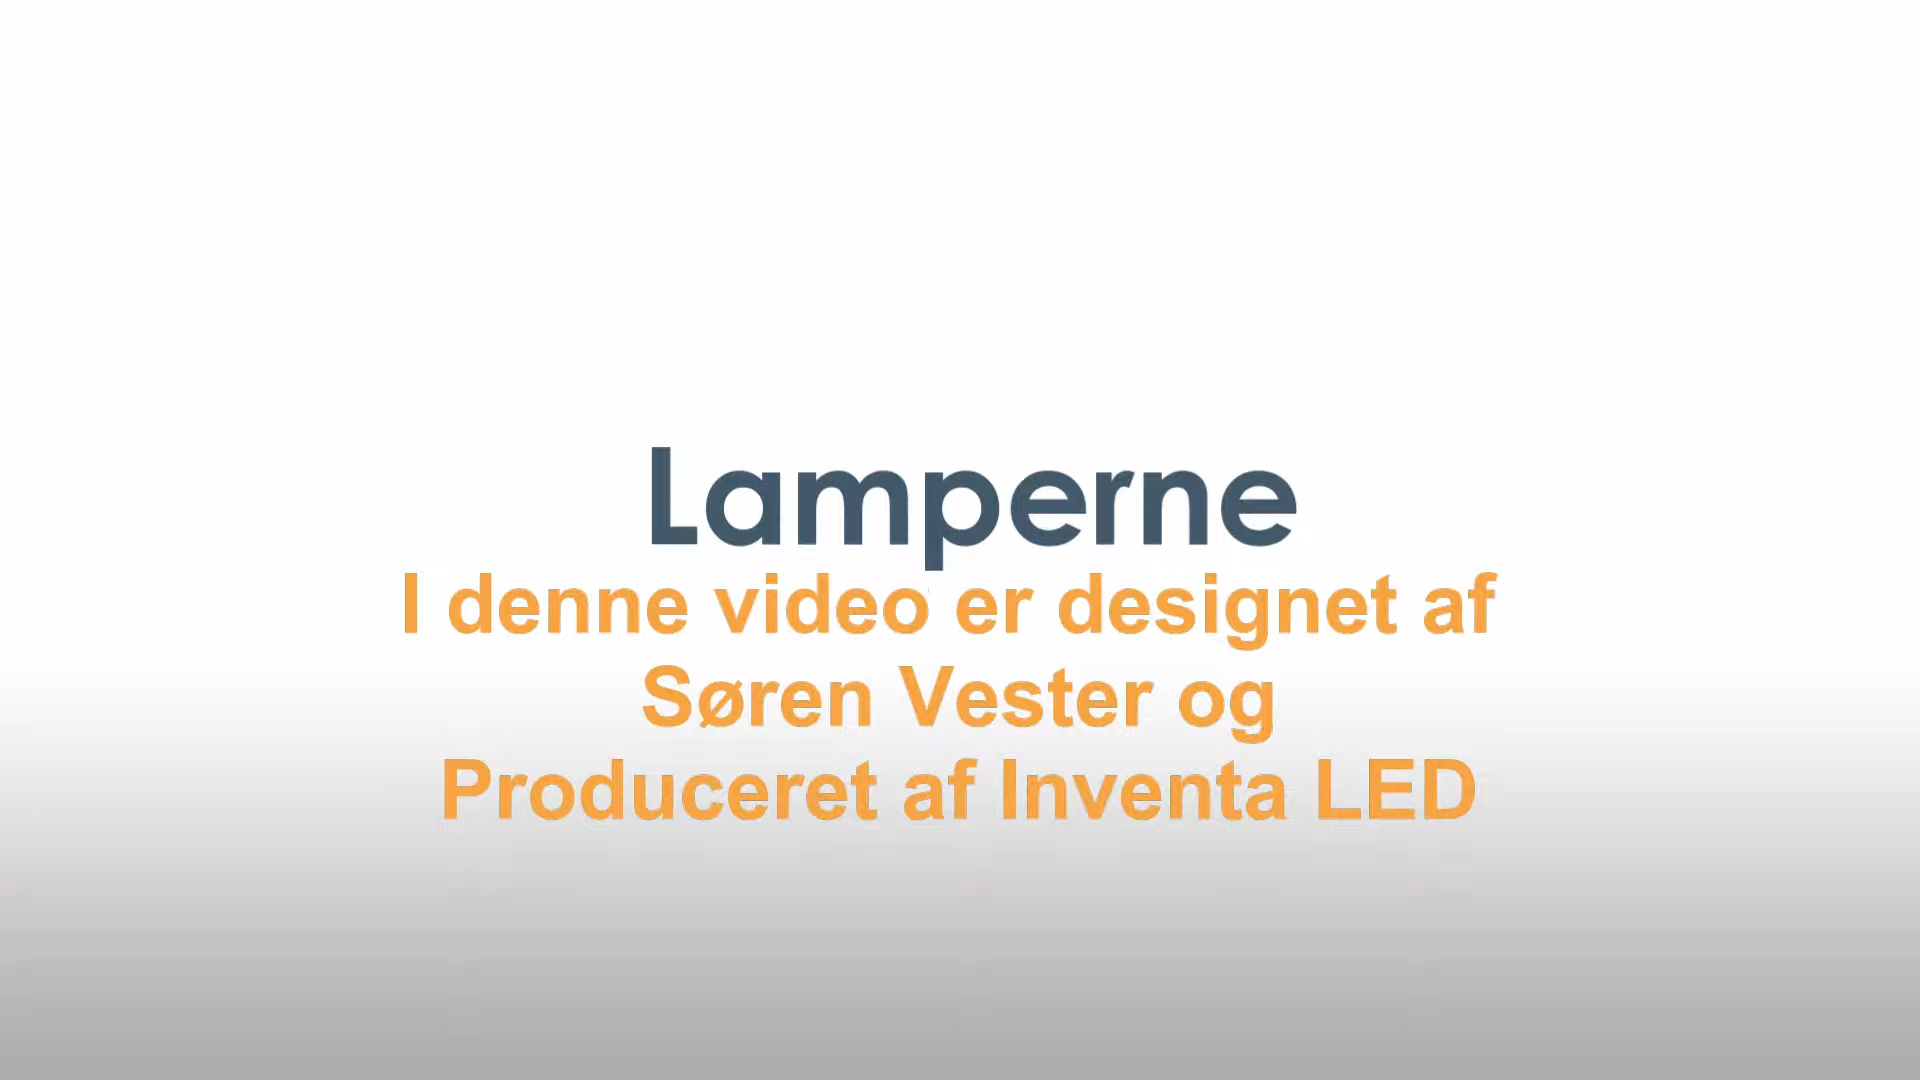 Lamperne
I denne video er designet af
Søren Vester og
Produceret af Inventa LED